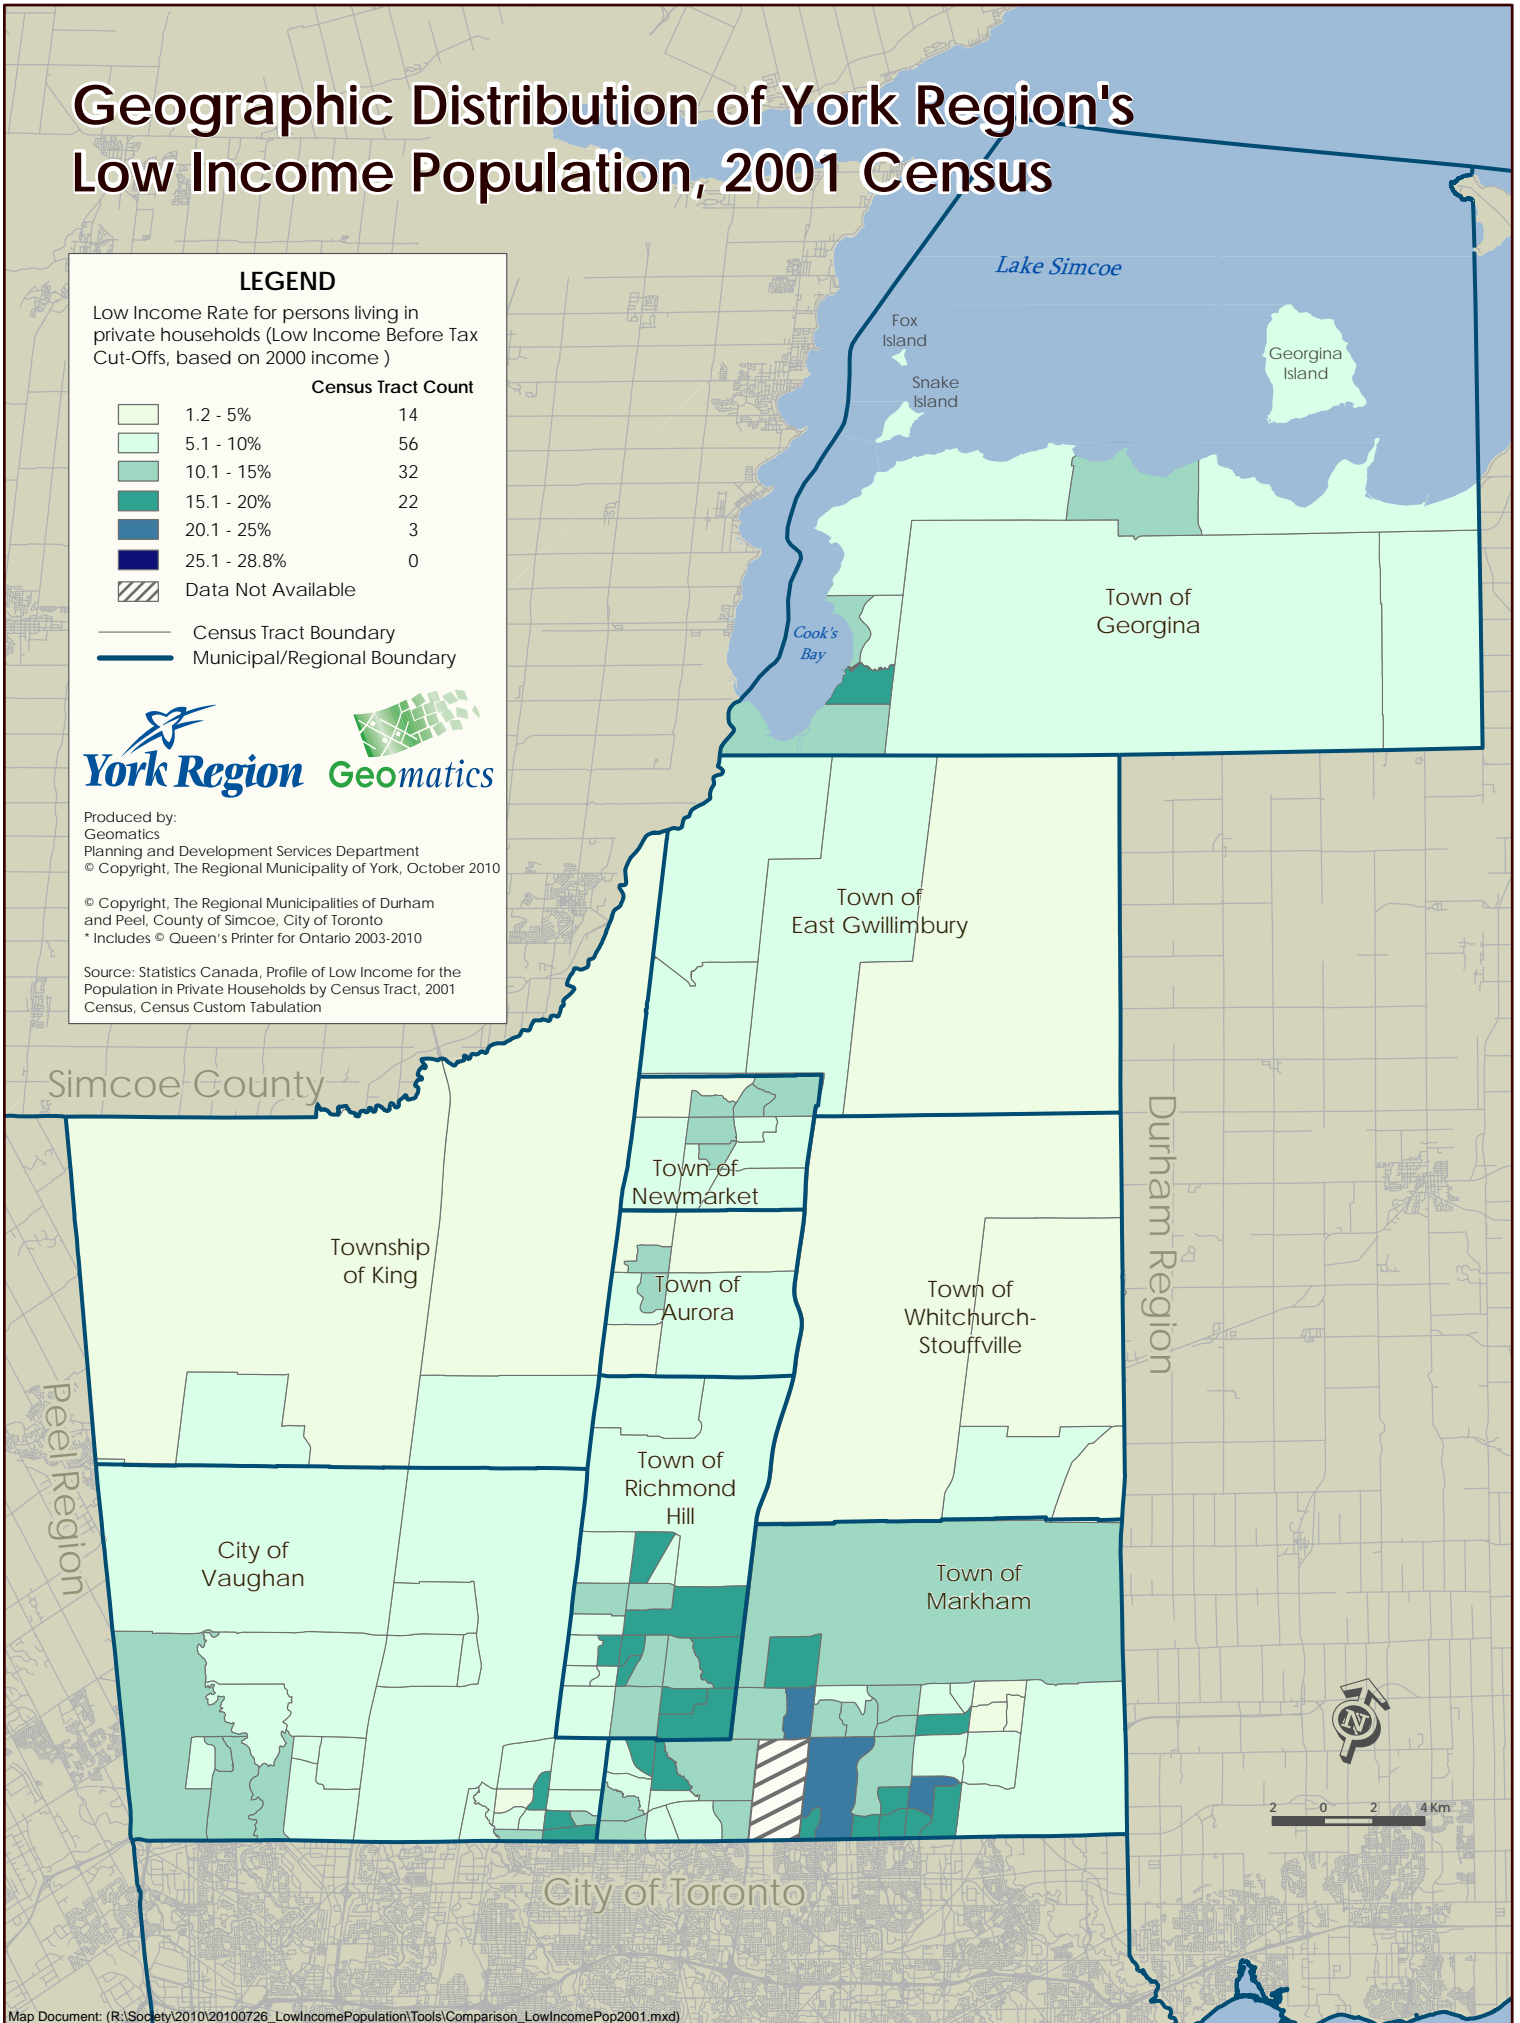 Geographic Distribution of York Region's
Low Income Population, 2001 Census
LEGEND
Low Income Rate for persons living in
private households (Low Income Before Tax
Cut-Offs, based on 2000 income )
Census Tract Count
1.2 - 5% 14
5.1 - 10% 56
10.1 - 15% 32
15.1 - 20% 22
20.1 - 25% 3
25.1 - 28.8% 0
Data Not Available
Census Tract Boundary
Municipal/Regional Boundary
York Region
Geomatics
Produced by:
Geomatics
Planning and Development Services Department
© Copyright, The Regional Municipality of York, October 2010
© Copyright, The Regional Municipalities of Durham
and Peel, County of Simcoe, City of Toronto
* Includes © Queen's Printer for Ontario 2003-2010
Source: Statistics Canada, Profile of Low Income for the
Population in Private Households by Census Tract, 2001
Census, Census Custom Tabulation
Lake Simcoe
Fox
Island
Snake
Island
Georgina
Island
Town of
Georgina
Cook's
Bay
Town of
East Gwillimbury
Simcoe County
Durham Region
Town of
Newmarket
Township
of King
Town of
Aurora
Town of
Whitchurch-
Stouffville
Peel Region
Town of
Richmond
Hill
City of
Vaughan
Town of
Markham
N
2 0 2 4 Km
City of Toronto
Map Document: (R:\Society\2010\20100726_LowIncomePopulation\Tools\Comparison_LowIncomePop2001.mxd)